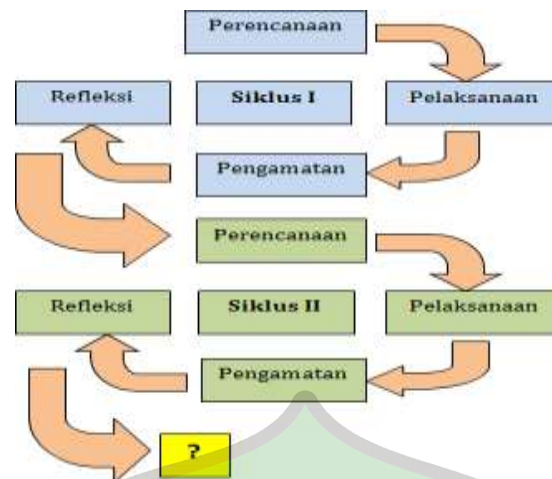 Perencanaan
Refleksi
Siklus I
Pelaksanaan
Pengamatan
Perencanaan
Refleksi
Siklus II
Pelaksanaan
Pengamatan
?